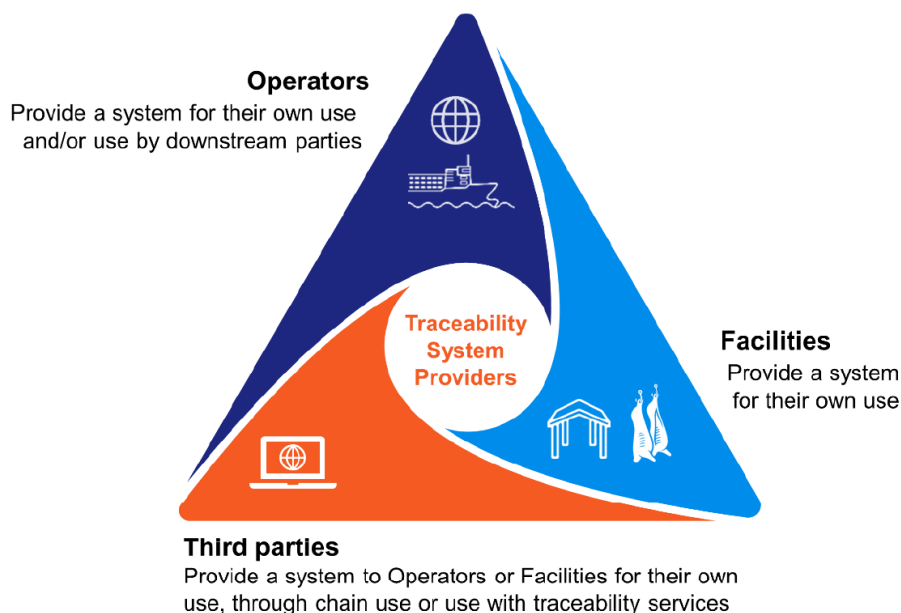 Operators
Provide a system for their own use
and/or use by downstream parties
Traceability
System
Providers
Facilities
Provide a system
for their own use
Third parties
Provide a system to Operators or Facilities for their own
use, through chain use or use with traceability services